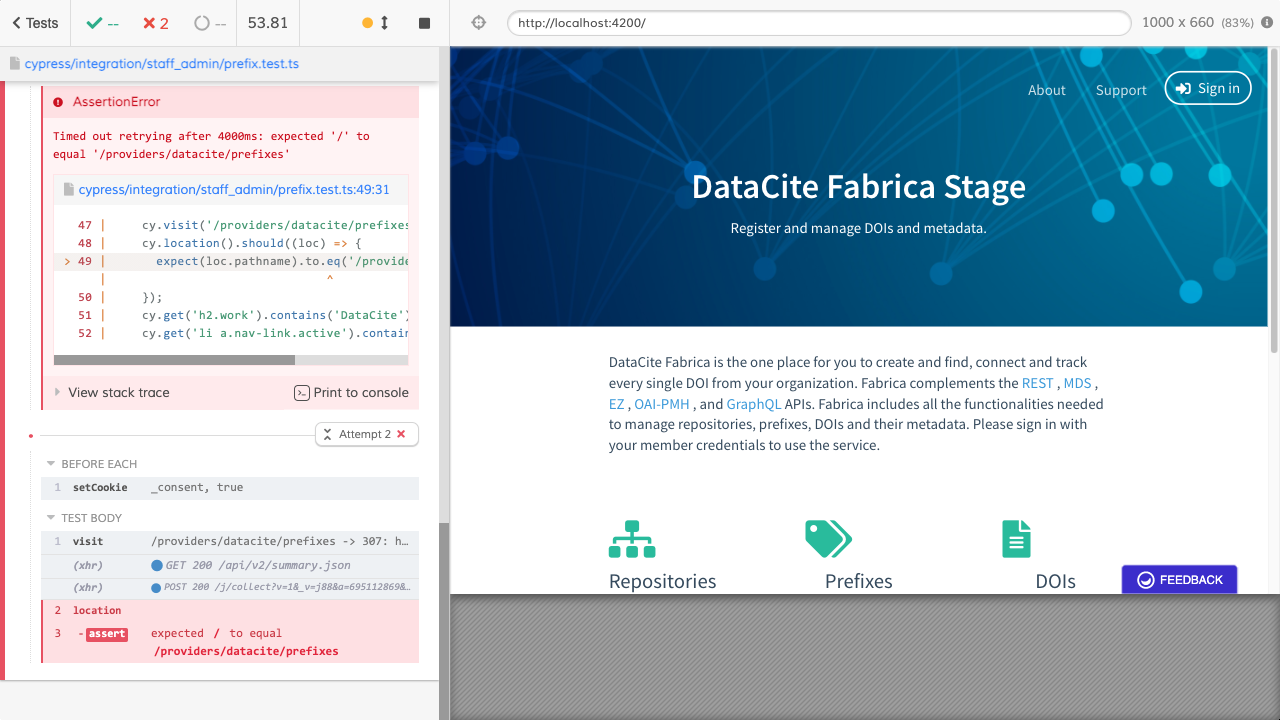 Tests
--
2
--
53.81
http://localhost:4200/
1000 x 660 (83%)
cypress/integration/staff_admin/prefix.test.ts
AssertionError
Timed out retrying after 4000ms: expected '/' to
equal '/providers/datacite/prefixes'
cypress/integration/staff_admin/prefix.test.ts:49:31
47 | cy.visit('/providers/datacite/prefixes
48 | cy.location().should((loc) => {
> 49 | expect(loc.pathname).to.eq('/provide
| ^
50 | });
51 | cy.get('h2.work').contains('DataCite')
52 | cy.get('li a.nav-link.active').contain
View stack trace
Print to console
Attempt 2
BEFORE EACH
1 setCookie _consent, true
TEST BODY
1 visit /providers/datacite/prefixes -> 307: h…
(xhr) GET 200 /api/v2/summary.json
(xhr) POST 200 /j/collect?v=1&_v=j88&a=695112869&…
2 location
3 -assert expected / to equal
/providers/datacite/prefixes
About
Support
Sign in
DataCite Fabrica Stage
Register and manage DOIs and metadata.
DataCite Fabrica is the one place for you to create and find, connect and track
every single DOI from your organization. Fabrica complements the REST , MDS ,
EZ , OAI-PMH , and GraphQL APIs. Fabrica includes all the functionalities needed
to manage repositories, prefixes, DOIs and their metadata. Please sign in with
your member credentials to use the service.
Repositories
Prefixes
DOIs
FEEDBACK